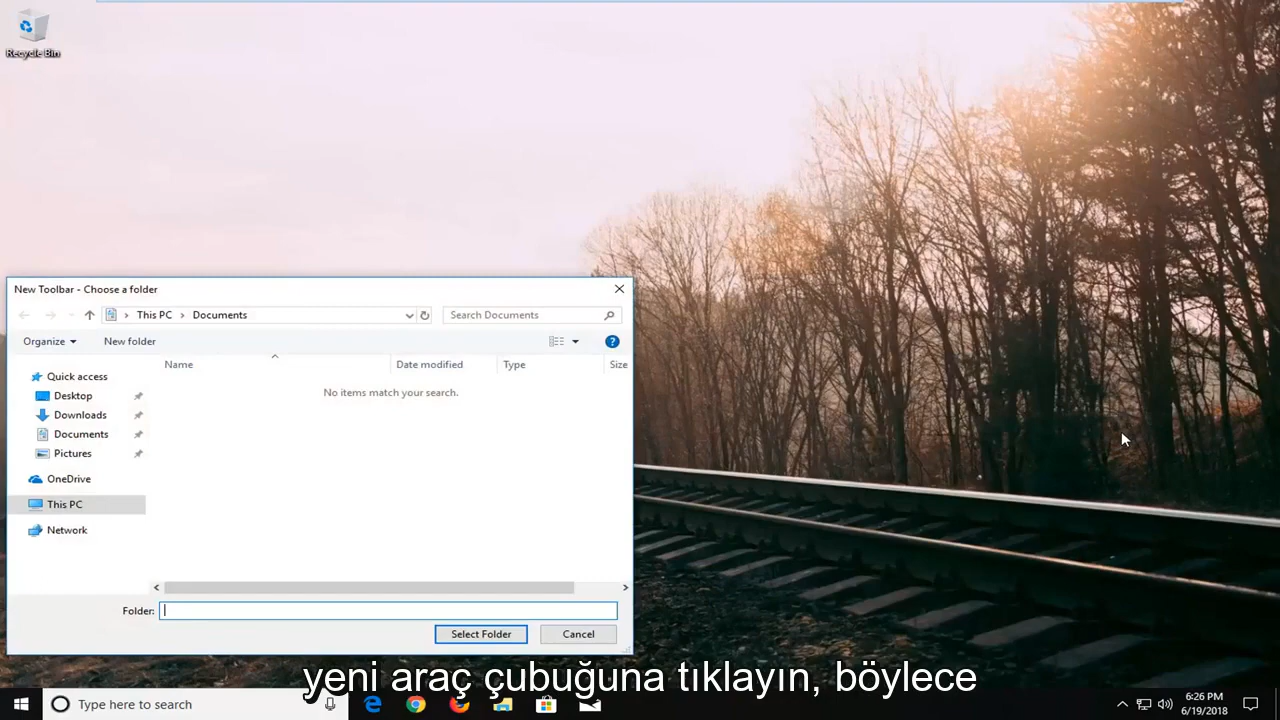 Recycle Bin
New Toolbar - Choose a folder
This PC > Documents
Search Documents
Organize
New folder
Name
Date modified
Type
Size
No items match your search.
Quick access
Desktop
Downloads
Documents
Pictures
OneDrive
This PC
Network
Folder:
Select Folder
Cancel
yeni araç çubuğuna tıklayın, böylece
Type here to search
6:26 PM
6/19/2018